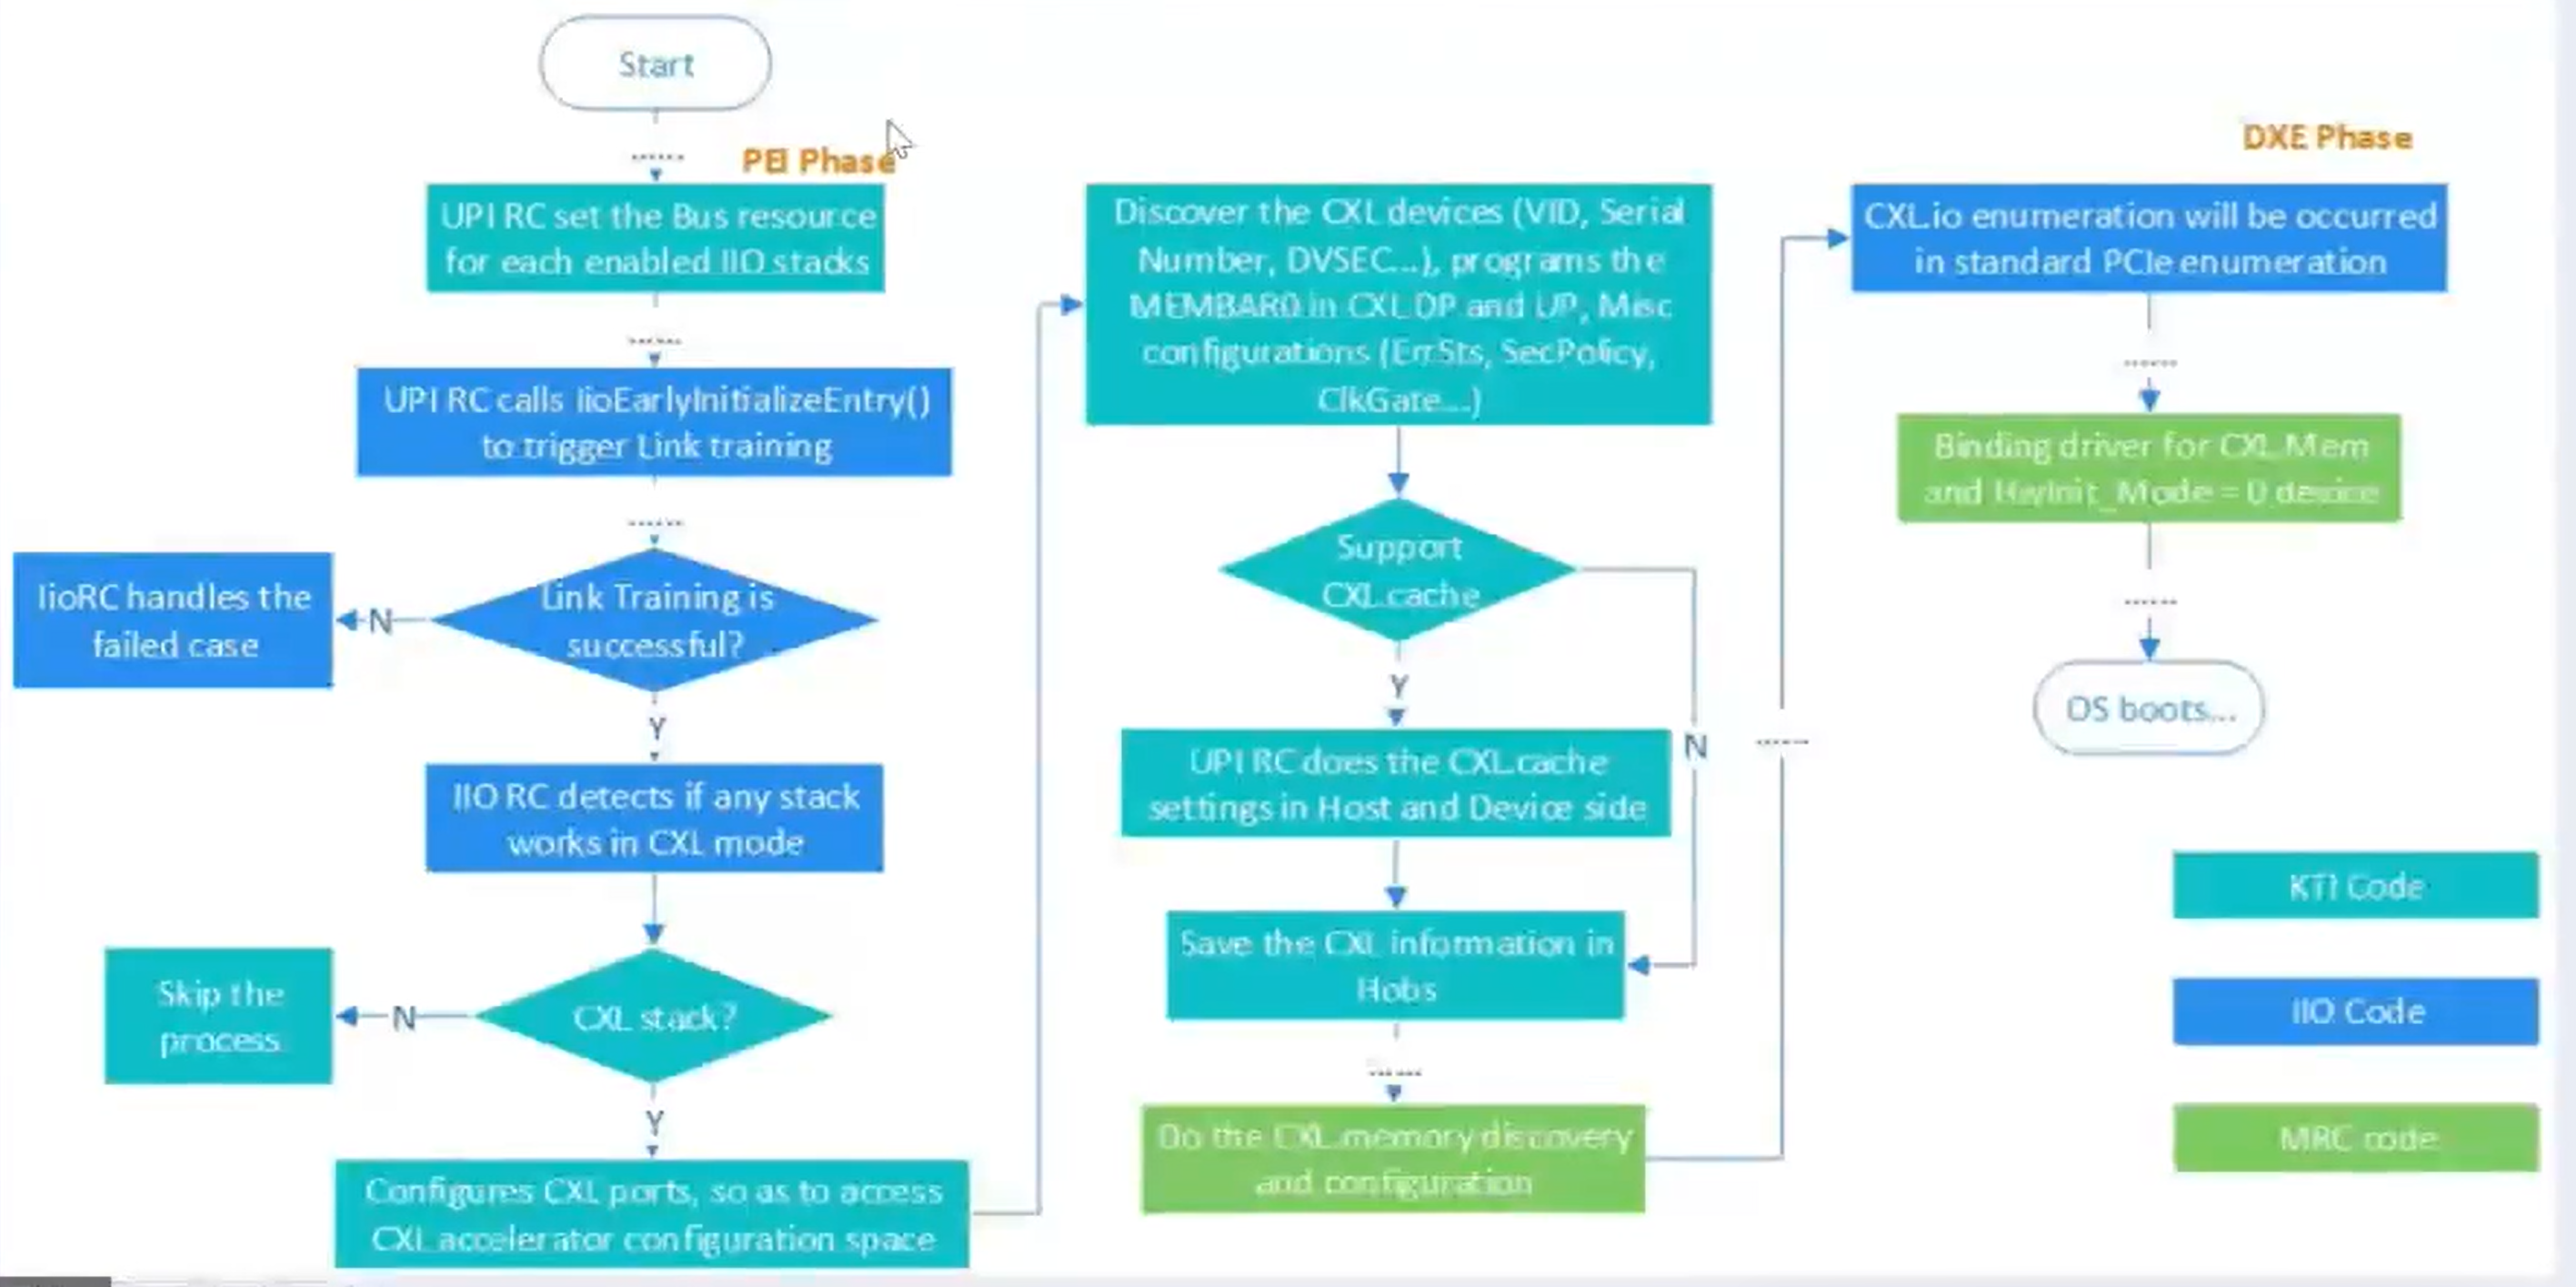 Start
PEI Phase
UPI RC set the Bus resource
for each enabled IIO stacks
UPI RC calls IioEarlyInitializeEntry()
to trigger Link training
Link Training is
successful?
N
IioRC handles the
failed case
Y
IIO RC detects if any stack
works in CXL mode
CXL stack?
N
Skip the
process
Y
Configures CXL ports, so as to access
CXL accelerator configuration space
Discover the CXL devices (VID, Serial
Number, DVSEC...), programs the
MEMBAR0 in CXL DP and UP, Misc
configurations (ErrSts, SecPolicy,
ClkGate...)
Support
CXL.cache
Y
N
UPI RC does the CXL.cache
settings in Host and Device side
Save the CXL information in
Hobs
Do the CXL.memory discovery
and configuration
DXE Phase
CXL.io enumeration will be occurred
in standard PCIe enumeration
Binding driver for CXL.Mem
and HwInit_Mode = 0 device
OS boots...
KTI Code
IIO Code
MRC code